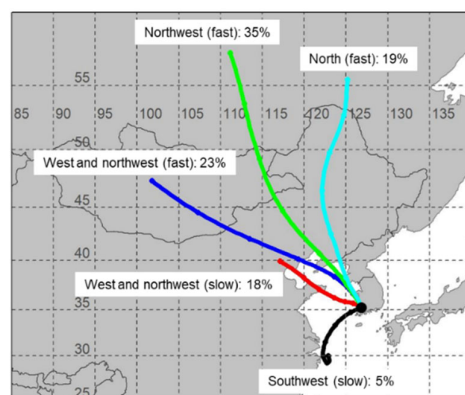 Northwest (fast): 35%
North (fast): 19%
55
85 90 95 100 105 110 115 120 125 130 135
50
West and northwest (fast): 23%
45
40
West and northwest (slow): 18%
35
30
Southwest (slow): 5%
25